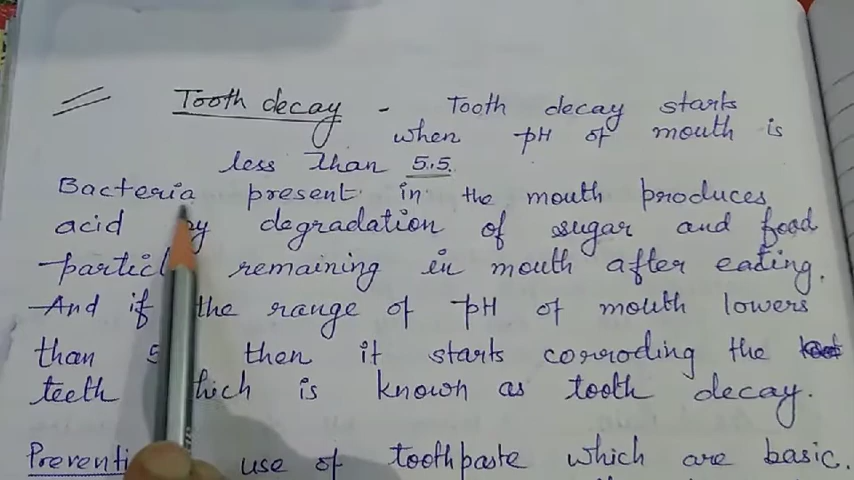 Tooth decay - Tooth decay starts
when pH of mouth is
less than 5.5.
Bacteria present in the mouth produces
acid degradation of sugar and food
remaining in mouth after eating.
And if the range of pH of mouth lowers
than then it starts corroding the
teeth is known as tooth decay.
use of toothpaste which are basic.